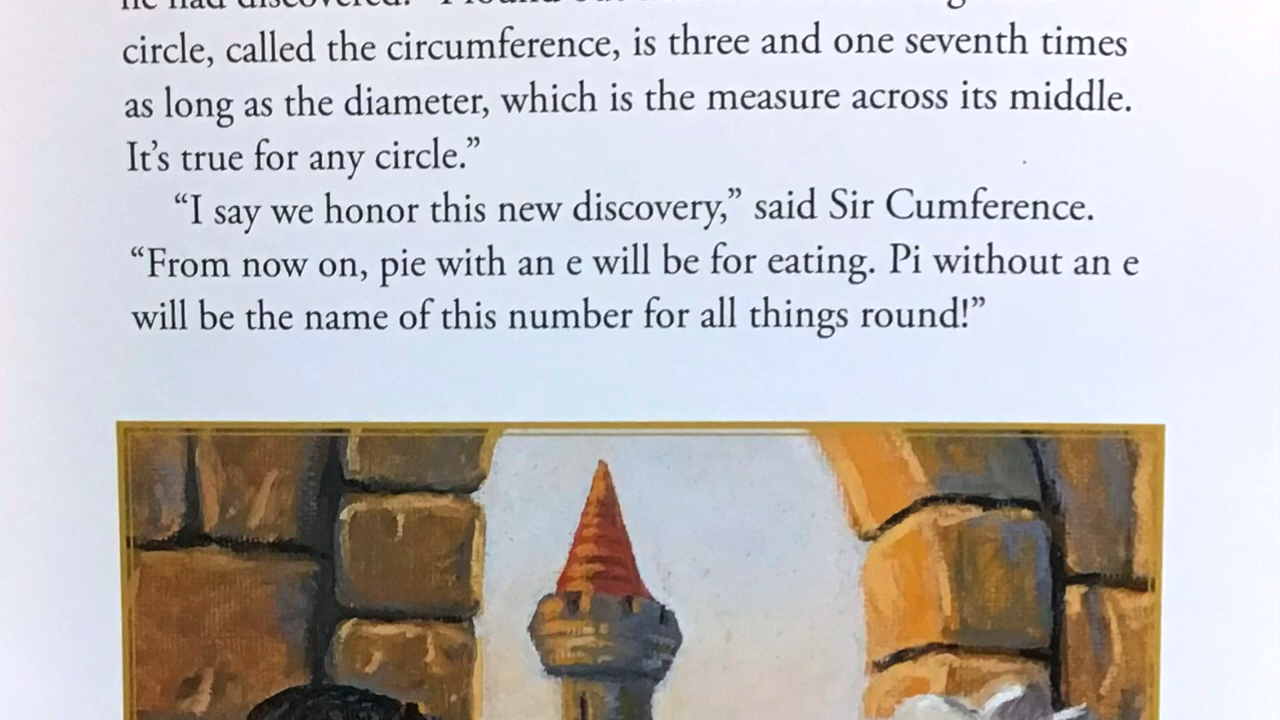 he had discovered.
circle, called the circumference, is three and one seventh times
as long as the diameter, which is the measure across its middle.
It’s true for any circle.”
“I say we honor this new discovery,” said Sir Cumference.
“From now on, pie with an e will be for eating. Pi without an e
will be the name of this number for all things round!”